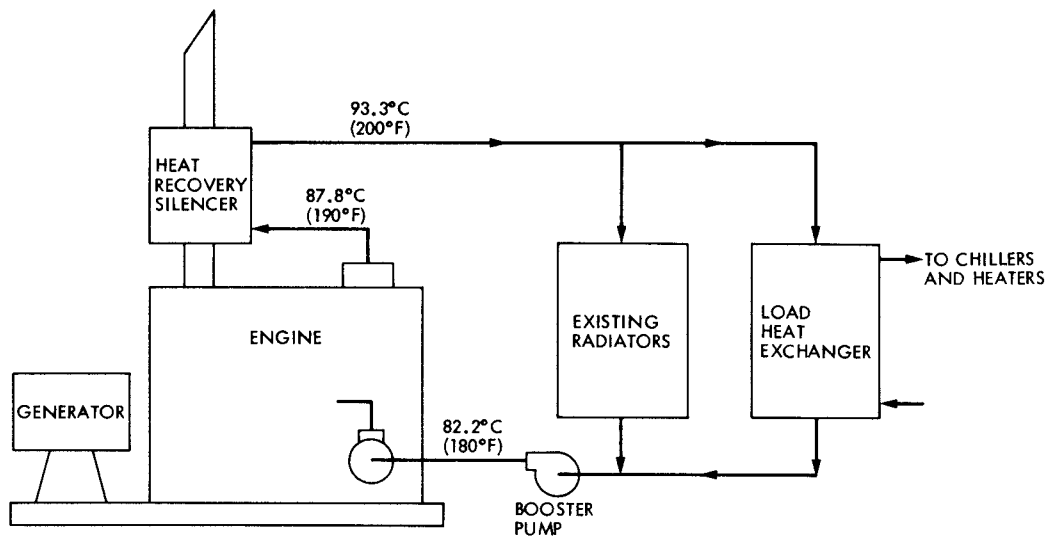 93.3°C
(200°F)
HEAT
RECOVERY
SILENCER
87.8°C
(190°F)
TO CHILLERS
AND HEATERS
ENGINE
EXISTING
RADIATORS
LOAD
HEAT
EXCHANGER
GENERATOR
82.2°C
(180°F)
BOOSTER
PUMP